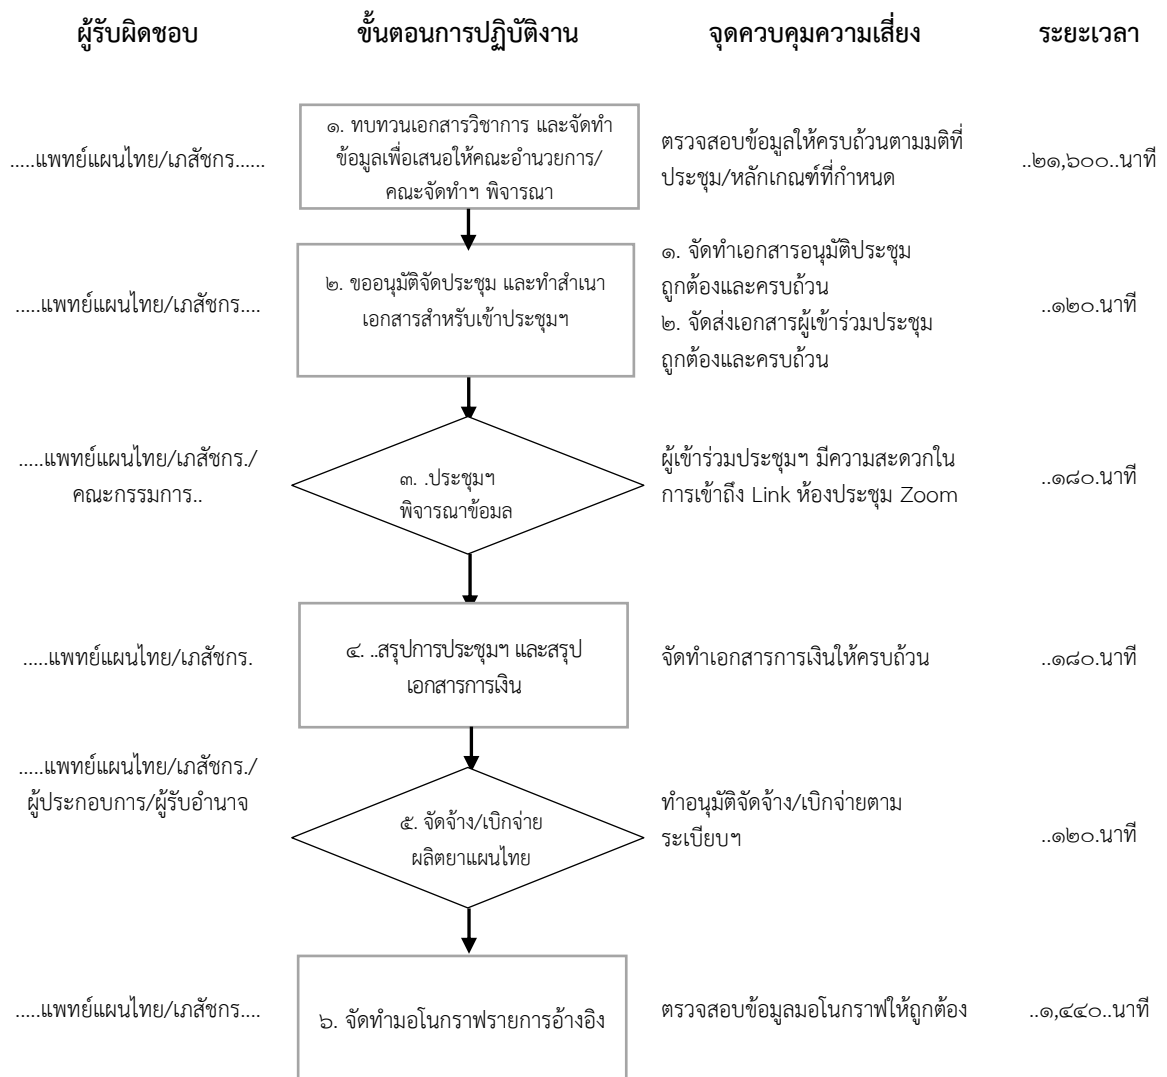 ผู้รับผิดชอบ ขั้นตอนการปฏิบัติงาน จุดควบคุมความเสี่ยง ระยะเวลา
.....แพทย์แผนไทย/เภสัชกร......
๑. ทบทวนเอกสารวิชาการ และจัดทำ
ข้อมูลเพื่อเสนอให้คณะอำนวยการ/
คณะจัดทำฯ พิจารณา
ตรวจสอบข้อมูลให้ครบถ้วนตามมติที่
ประชุม/หลักเกณฑ์ที่กำหนด
..๒๑,๖๐๐..นาที
.....แพทย์แผนไทย/เภสัชกร....
๒. ขออนุมัติจัดประชุม และทำสำเนา
เอกสารสำหรับเข้าประชุมฯ
๑. จัดทำเอกสารอนุมัติประชุม
ถูกต้องและครบถ้วน
๒. จัดส่งเอกสารผู้เข้าร่วมประชุม
ถูกต้องและครบถ้วน
..๑๒๐.นาที
.....แพทย์แผนไทย/เภสัชกร./
คณะกรรมการ..
๓. .ประชุมฯ
พิจารณาข้อมล
ผู้เข้าร่วมประชุมฯ มีความสะดวกใน
การเข้าถึง Link ห้องประชุม Zoom
..๑๘๐.นาที
.....แพทย์แผนไทย/เภสัชกร.
๔. ..สรุปการประชุมฯ และสรุป
เอกสารการเงิน
จัดทำเอกสารการเงินให้ครบถ้วน
..๑๘๐.นาที
.....แพทย์แผนไทย/เภสัชกร./
ผู้ประกอบการ/ผู้รับอำนาจ
๕. จัดจ้าง/เบิกจ่าย
ผลิตยาแผนไทย
ทำอนุมัติจัดจ้าง/เบิกจ่ายตาม
ระเบียบฯ
..๑๒๐.นาที
.....แพทย์แผนไทย/เภสัชกร....
๖. จัดทำมอโนกราฟรายการอ้างอิง
ตรวจสอบข้อมูลมอโนกราฟให้ถูกต้อง
..๑,๔๔๐..นาที